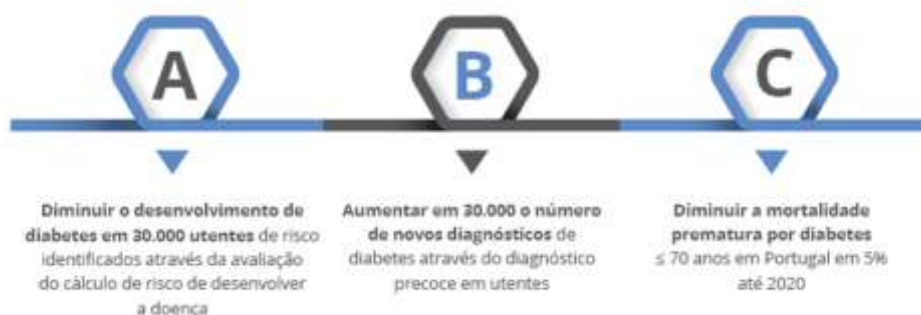 A
Diminuir o desenvolvimento de
diabetes em 30.000 utentes de risco
identificados através da avaliação
do cálculo de risco de desenvolver
a doença
B
Aumentar em 30.000 o número
de novos diagnósticos de
diabetes através do diagnóstico
precoce em utentes
C
Diminuir a mortalidade
prematura por diabetes
≤ 70 anos em Portugal em 5%
até 2020